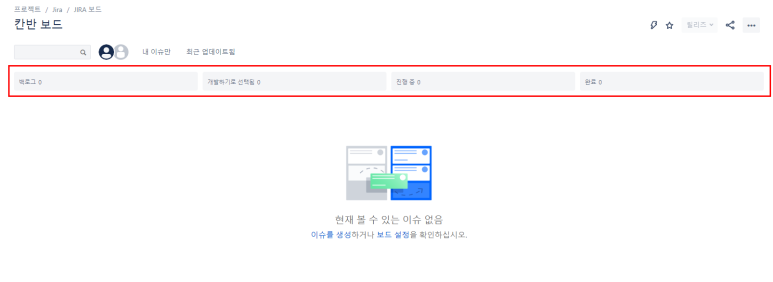 프로젝트 / Jira / JIRA 보드
칸반 보드
릴리즈
내 이슈만 최근 업데이트됨
백로그 0 개발하기로 선택됨 0 진행 중 0 완료 0
현재 볼 수 있는 이슈 없음
이슈를 생성하거나 보드 설정을 확인하십시오.